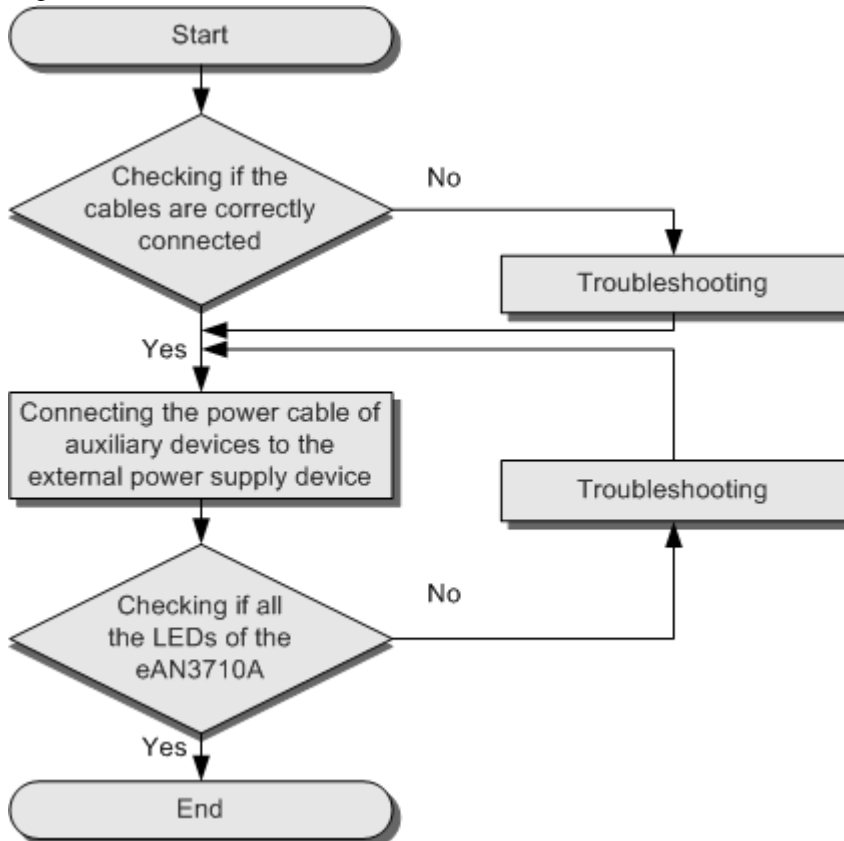 Start
Checking if the
cables are correctly
connected
No
Troubleshooting
Yes
Connecting the power cable of
auxiliary devices to the
external power supply device
Troubleshooting
Checking if all
the LEDs of the
eAN3710A
No
Yes
End